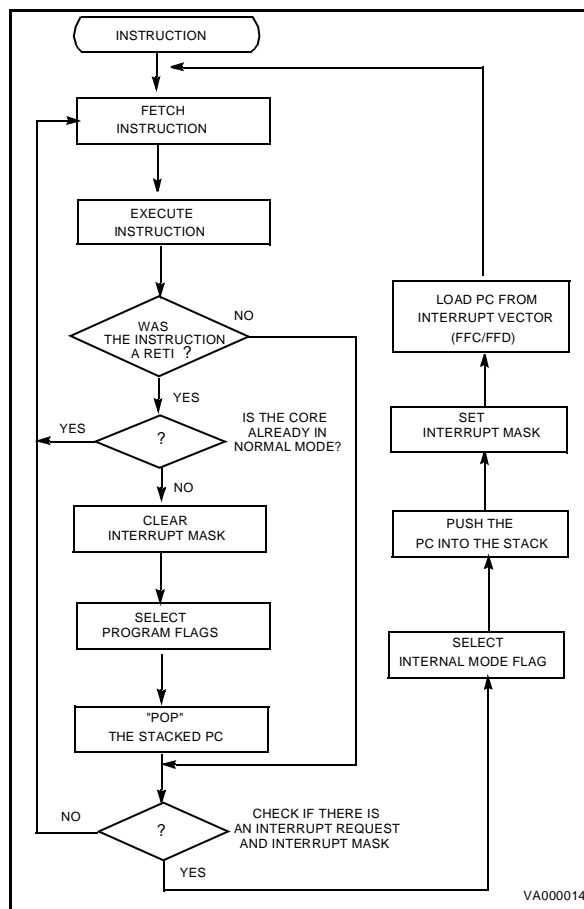 INSTRUCTION
FETCH
INSTRUCTION
EXECUTE
INSTRUCTION
WAS
THE INSTRUCTION
A RETI ?
NO
YES
?
IS THE CORE
ALREADY IN
NORMAL MODE?
YES
NO
CLEAR
INTERRUPT MASK
SELECT
PROGRAM FLAGS
"POP"
THE STACKED PC
?
CHECK IF THERE IS
AN INTERRUPT REQUEST
AND INTERRUPT MASK
NO
YES
SELECT
INTERNAL MODE FLAG
PUSH THE
PC INTO THE STACK
SET
INTERRUPT MASK
LOAD PC FROM
INTERRUPT VECTOR
(FFC/FFD)
VA000014